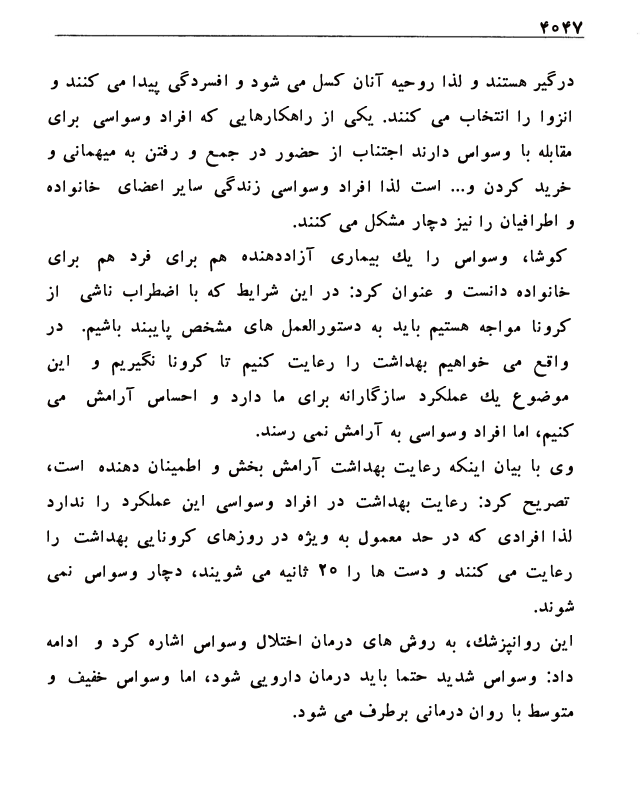 ۴۰۴۷
درگیر هستند و لذا روحیه آنان کسل می شود و افسردگی پیدا می کنند و
انزوا را انتخاب می کنند. یکی از راهکارهایی که افراد وسواسی برای
مقابله با وسواس دارند اجتناب از حضور در جمع و رفتن به میهمانی و
خرید کردن و... است لذا افراد وسواسی زندگی سایر اعضای خانواده
و اطرافیان را نیز دچار مشکل می کنند.
کوشا، وسواس را یك بیماری آزاددهنده هم برای فرد هم برای
خانواده دانست و عنوان کرد: در این شرایط که با اضطراب ناشی از
کرونا مواجه هستیم باید به دستورالعمل های مشخص پایبند باشیم. در
واقع می خواهیم بهداشت را رعایت کنیم تا کرونا نگیریم و این
موضوع یك عملکرد سازگارانه برای ما دارد و احساس آرامش می
کنیم، اما افراد وسواسی به آرامش نمی رسند.
وی با بیان اینکه رعایت بهداشت آرامش بخش و اطمینان دهنده است،
تصریح کرد: رعایت بهداشت در افراد وسواسی این عملکرد را ندارد
لذا افرادی که در حد معمول به ویژه در روزهای کرونایی بهداشت را
رعایت می کنند و دست ها را ۲۰ ثانیه می شویند، دچار وسواس نمی
شوند.
این روانپزشك، به روش های درمان اختلال وسواس اشاره کرد و ادامه
داد: وسواس شدید حتما باید درمان دارویی شود، اما وسواس خفیف و
متوسط با روان درمانی برطرف می شود.